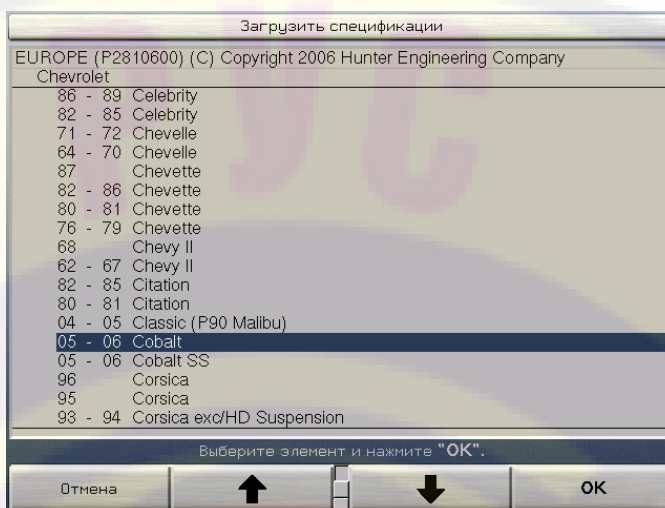 Загрузить спецификации
EUROPE (P2810600) (C) Copyright 2006 Hunter Engineering Company
Chevrolet
86 - 89 Celebrity
82 - 85 Celebrity
71 - 72 Chevelle
64 - 70 Chevelle
87 Chevette
82 - 86 Chevette
80 - 81 Chevette
76 - 79 Chevette
68 Chevy II
62 - 67 Chevy II
82 - 85 Citation
80 - 81 Citation
04 - 05 Classic (P90 Malibu)
05 - 06 Cobalt
05 - 06 Cobalt SS
96 Corsica
95 Corsica
93 - 94 Corsica exc/HD Suspension
Выберите элемент и нажмите "OK".
Отмена OK